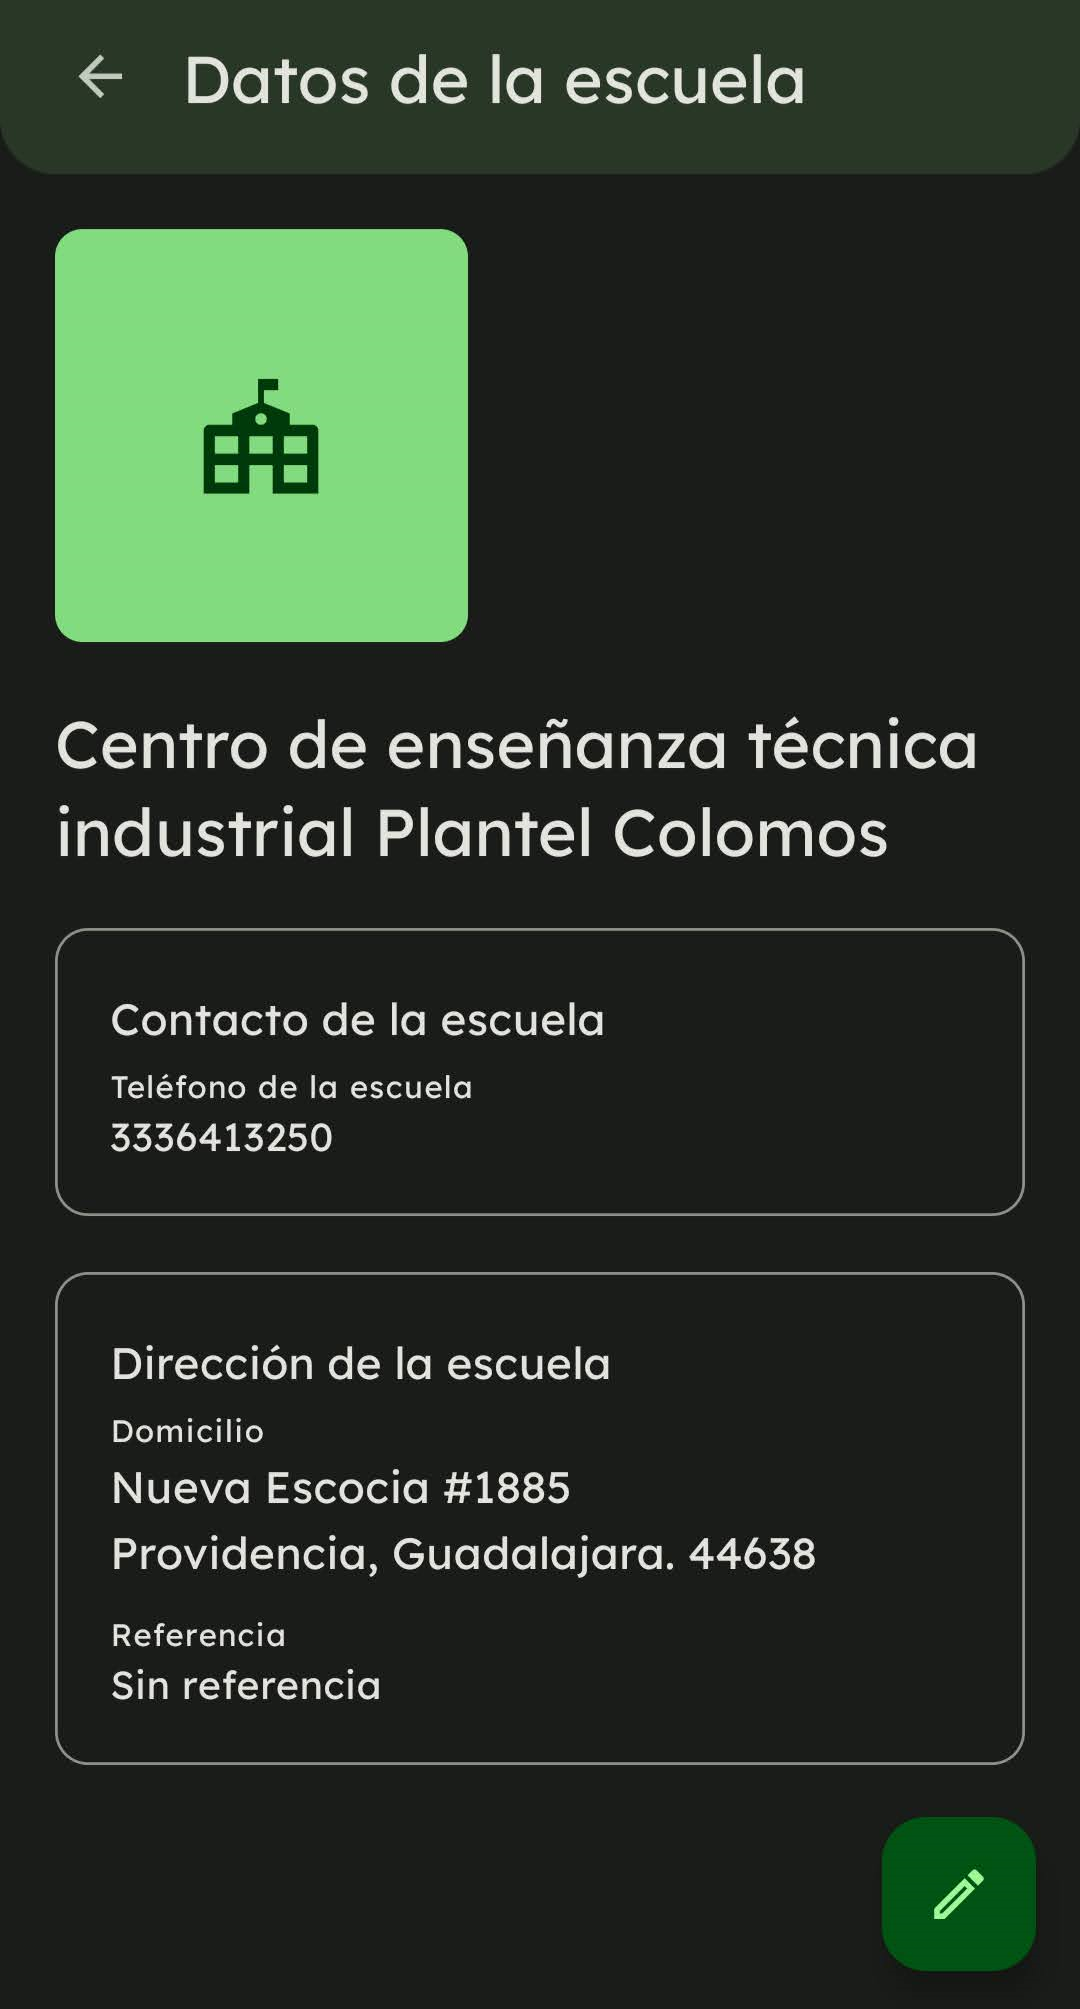 Datos de la escuela
Centro de enseñanza técnica
industrial Plantel Colomos
Contacto de la escuela
Teléfono de la escuela
3336413250
Dirección de la escuela
Domicilio
Nueva Escocia #1885
Providencia, Guadalajara. 44638
Referencia
Sin referencia